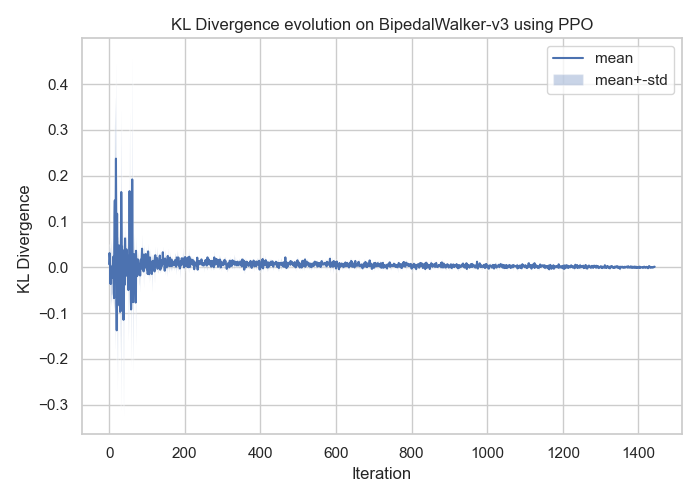 KL Divergence evolution on BipedalWalker-v3 using PPO
mean
mean+-std
KL Divergence
0.4
0.3
0.2
0.1
0.0
−0.1
−0.2
−0.3
0 200 400 600 800 1000 1200 1400
Iteration